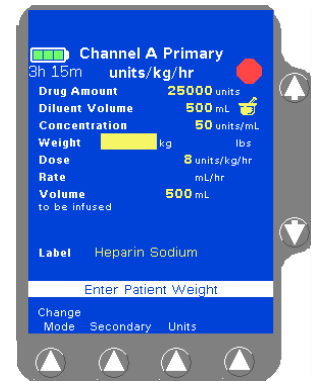 Channel A Primary
3h 15m units/kg/hr
Drug Amount 25000 units
Diluent Volume 500 mL
Concentration 50 units/mL
Weight kg lbs
Dose 8 units/kg/hr
Rate mL/hr
Volume 500 mL
to be infused
Label Heparin Sodium
Enter Patient Weight
Change
Mode Secondary Units